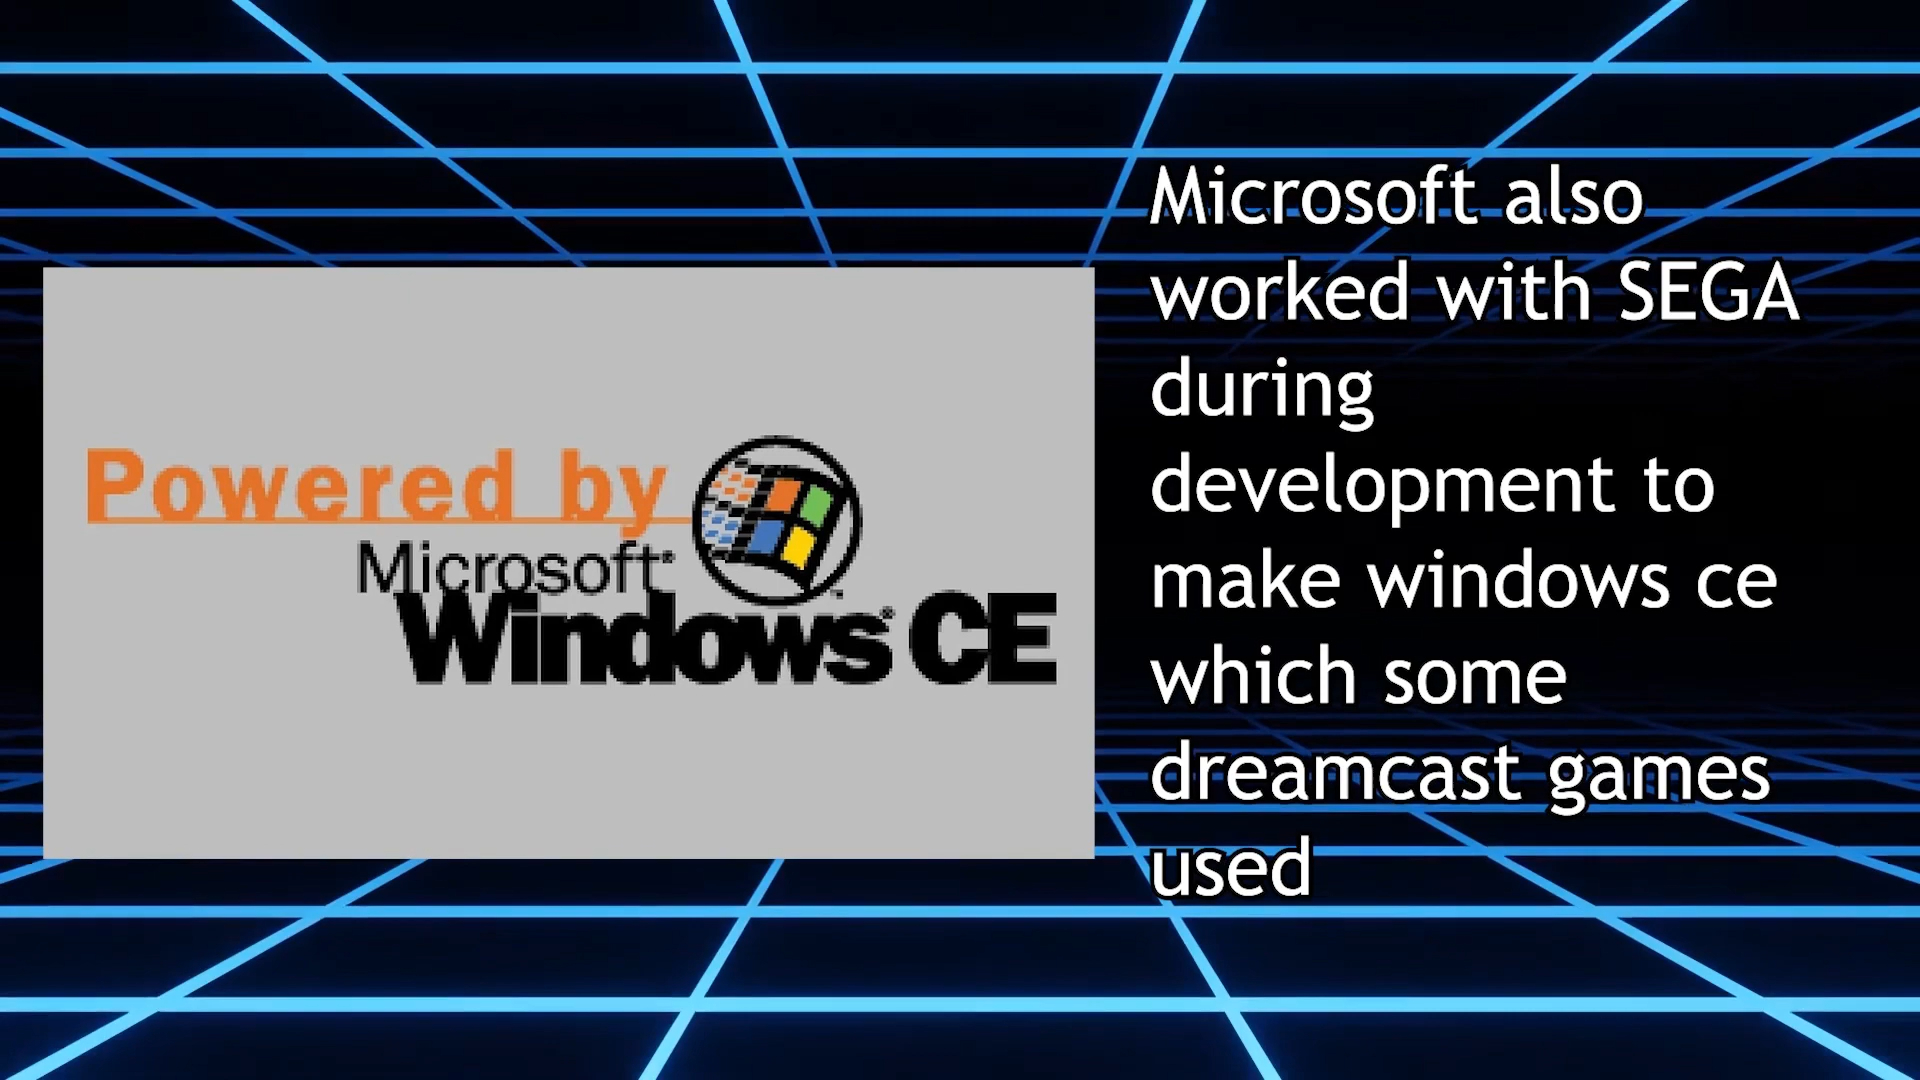 Powered by
Microsoft®
Windows® CE
Microsoft also
worked with SEGA
during
development to
make windows ce
which some
dreamcast games
used